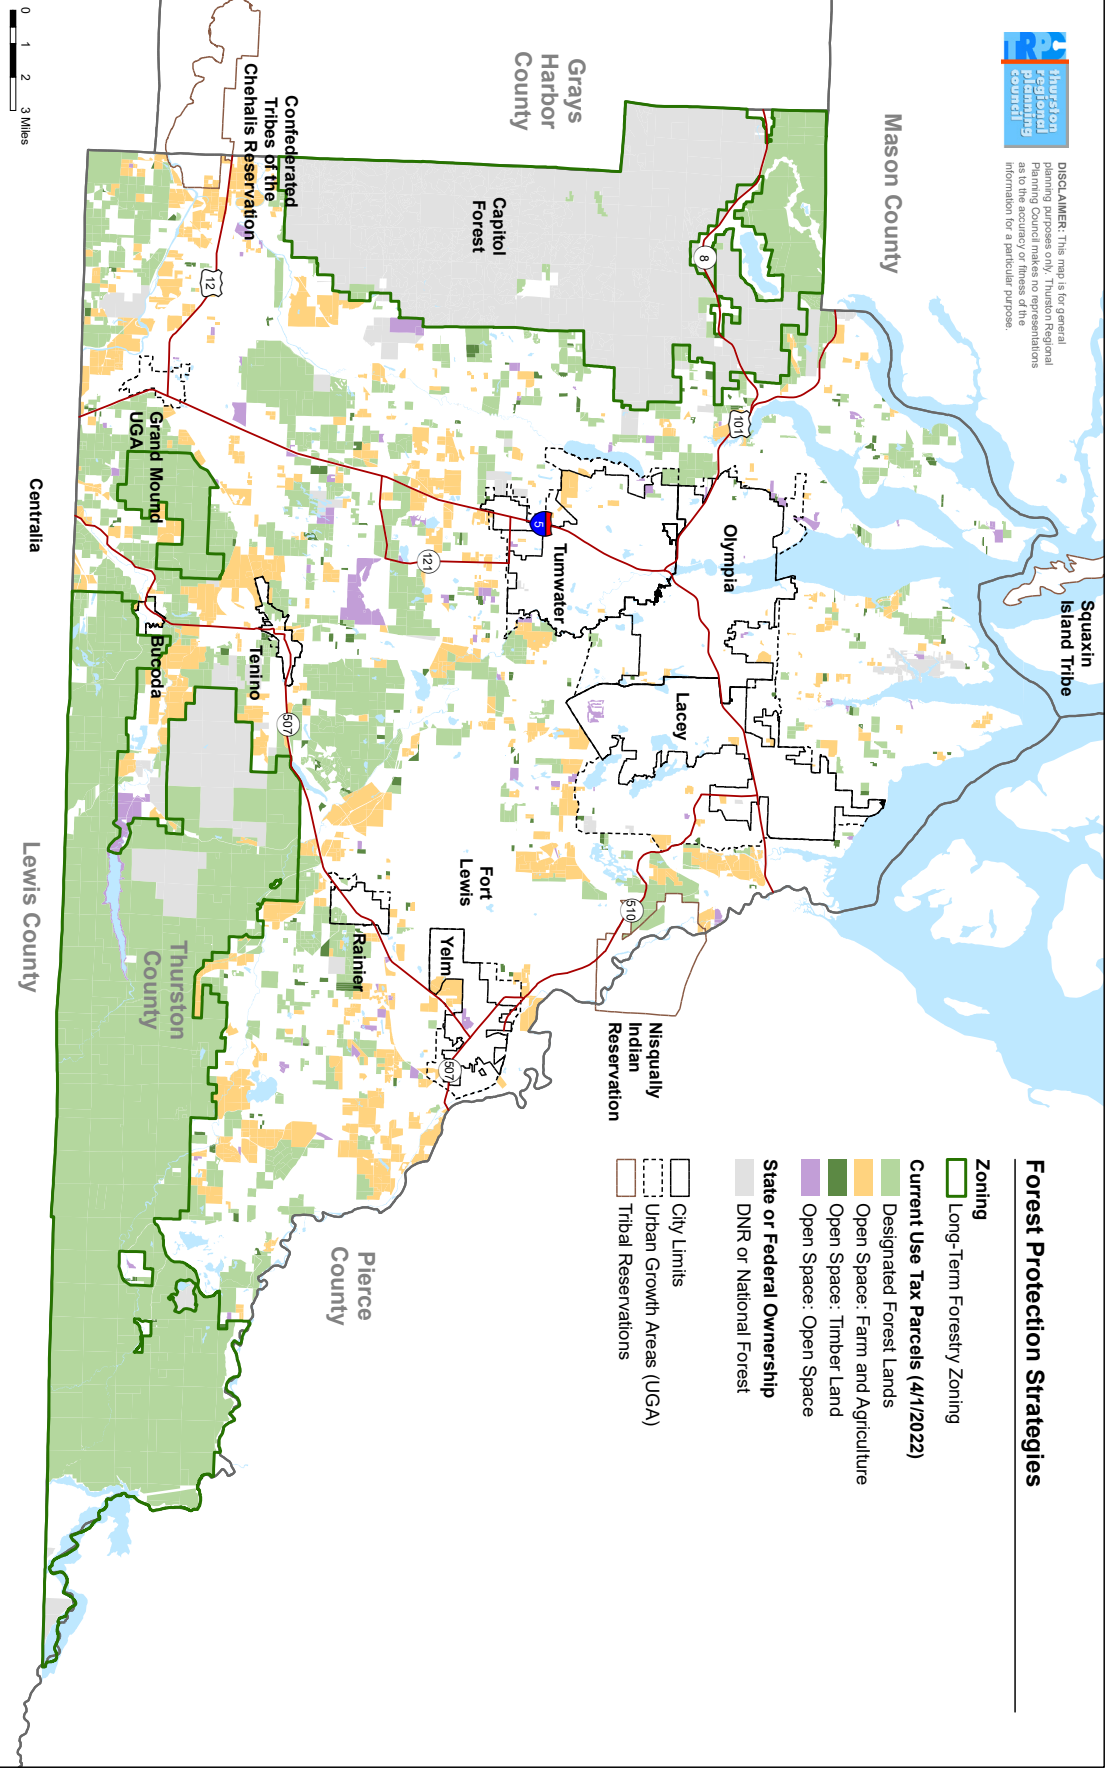 Forest Protection Strategies
Zoning
Long-Term Forestry Zoning
Current Use Tax Parcels (4/1/2022)
Designated Forest Lands
Open Space: Farm and Agriculture
Open Space: Timber Land
Open Space: Open Space
State or Federal Ownership
DNR or National Forest
City Limits
Urban Growth Areas (UGA)
Tribal Reservations
TRPC
thurston
regional
planning
council
DISCLAIMER: This map is for general
planning purposes only. Thurston Regional
Planning Council makes no representations
as to the accuracy or fitness of the
information for a particular purpose.
Mason County
Squaxin
Island Tribe
Grays
Harbor
County
Capitol
Forest
8
101
Olympia
Lacey
5
Tumwater
121
510
Nisqually
Indian
Reservation
Fort
Lewis
Yelm
507
Rainier
Pierce
County
Confederated
Tribes of the
Chehalis Reservation
12
Grand Mound
UGA
Tenino
507
Bucoda
Thurston
County
Centralia
Lewis County
0 1 2 3 Miles